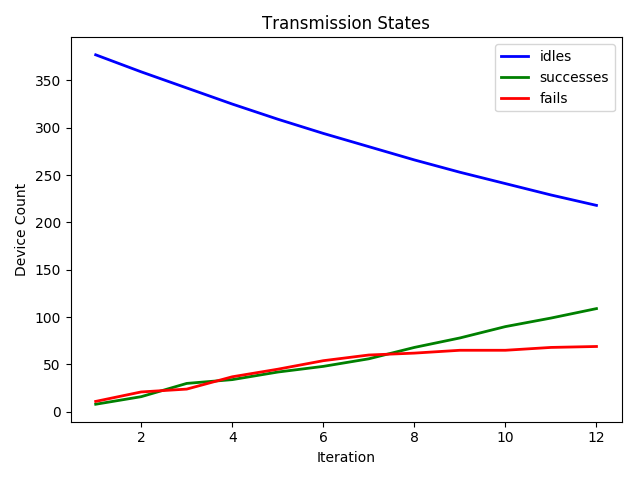 Transmission States
idles
successes
fails
Device Count
350
300
250
200
150
100
50
0
2 4 6 8 10 12
Iteration